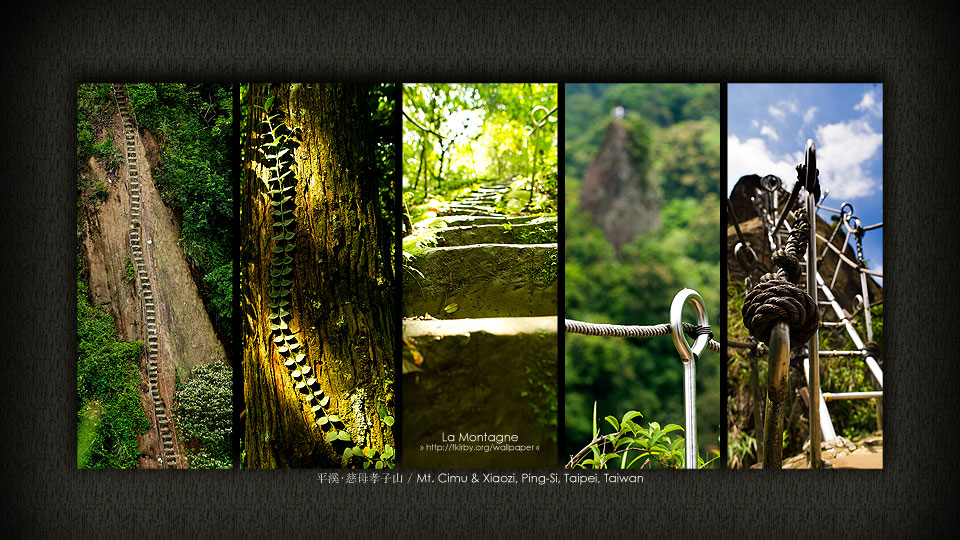 La Montagne
» http://fkirby.org/wallpaper «
平溪·慈母孝子山 / Mt. Cimu & Xiaozi, Ping-Si, Taipei, Taiwan